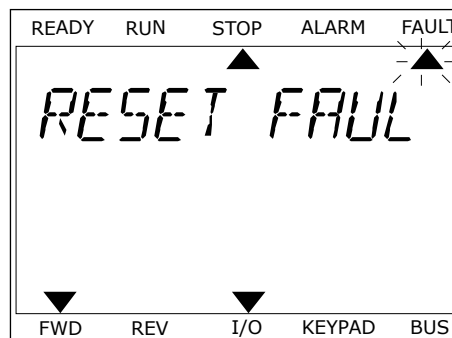 READY RUN STOP ALARM FAULT
RESET FAUL
FWD REV I/O KEYPAD BUS